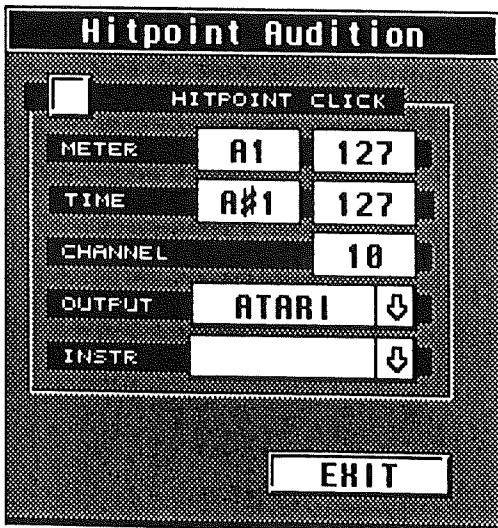 Hitpoint Audition
HITPOINT CLICK
METER A1 127
TIME A♯1 127
CHANNEL 10
OUTPUT ATARI
INSTR
EXIT